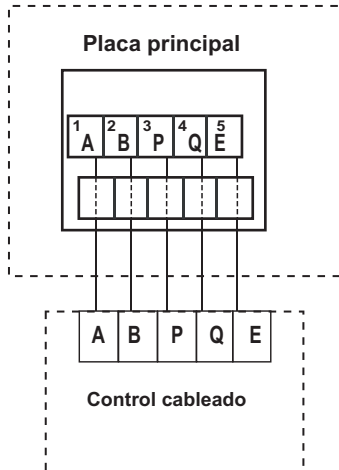 Placa principal
1 A 2 B 3 P 4 Q 5 E
A B P Q E
Control cableado